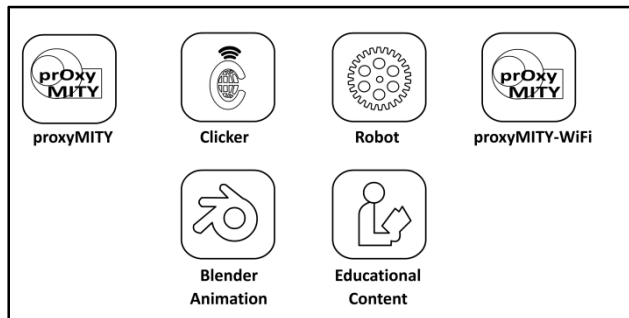 prOxy
MITY
proxyMITY
Clicker
Robot
prOxy
MITY
proxyMITY-WiFi
Blender
Animation
Educational
Content